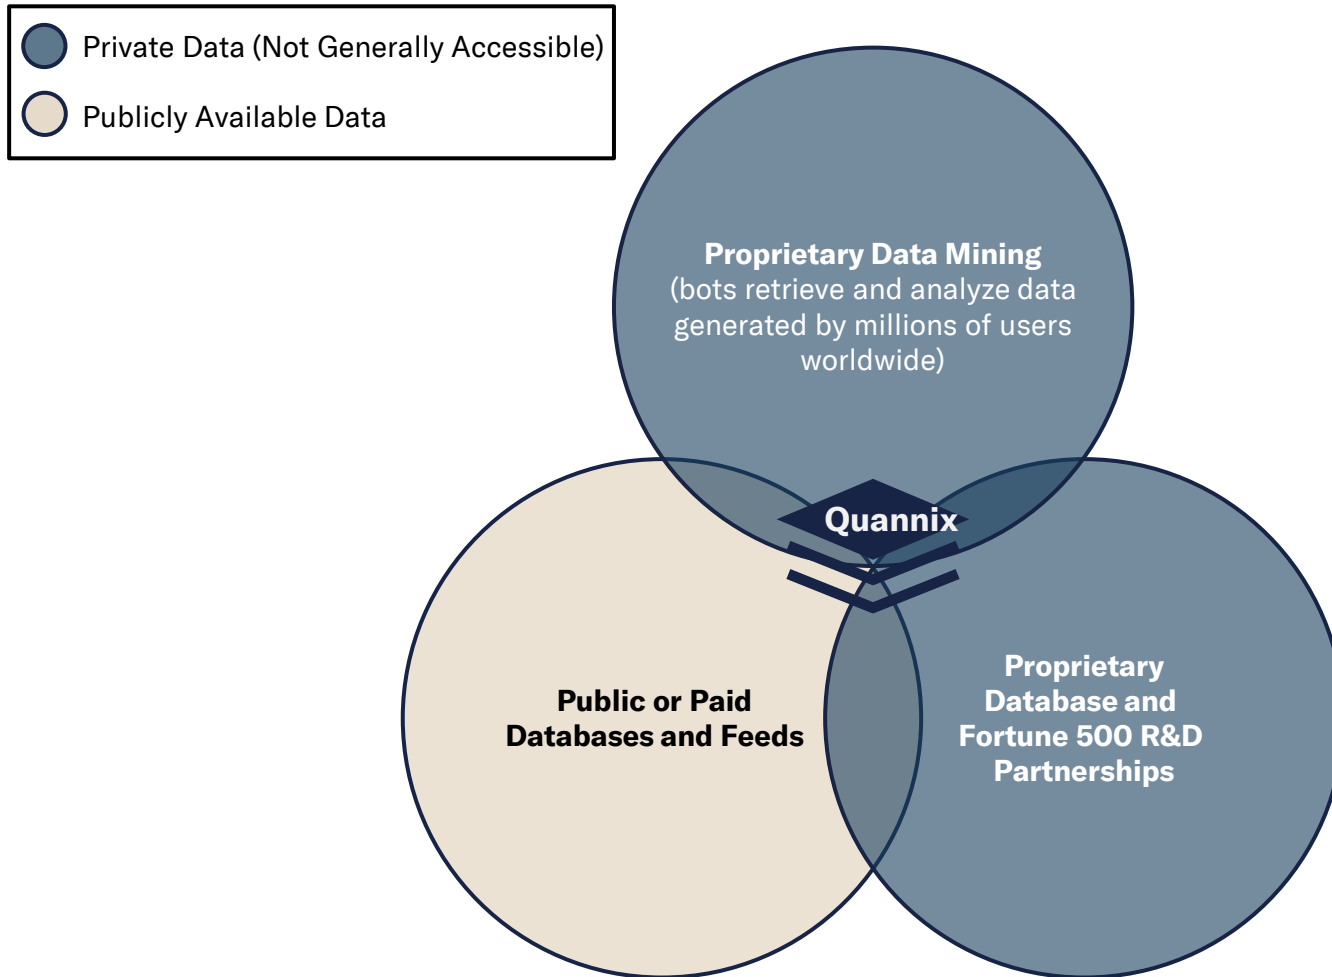 Private Data (Not Generally Accessible)
Publicly Available Data
Proprietary Data Mining
(bots retrieve and analyze data
generated by millions of users
worldwide)
Quannix
Public or Paid
Databases and Feeds
Proprietary
Database and
Fortune 500 R&D
Partnerships